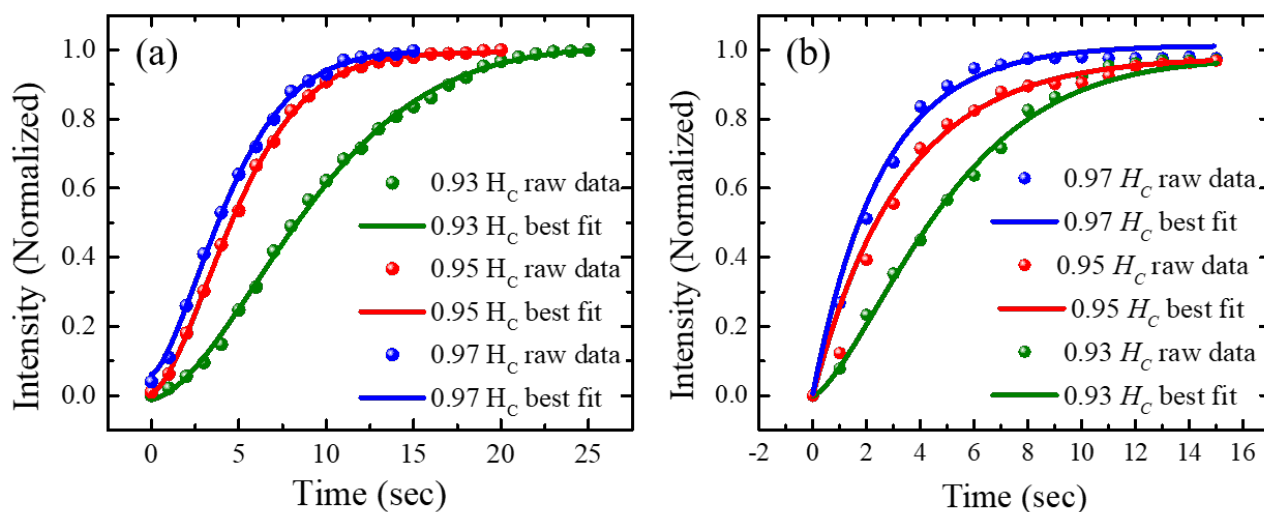 (a)
Intensity (Normalized)
1.0
0.8
0.6
0.4
0.2
0.0
0.93 H_C raw data
0.93 H_C best fit
0.95 H_C raw data
0.95 H_C best fit
0.97 H_C raw data
0.97 H_C best fit
0 5 10 15 20 25
Time (sec)
(b)
Intensity (Normalized)
1.0
0.8
0.6
0.4
0.2
0.0
0.97 H_C raw data
0.97 H_C best fit
0.95 H_C raw data
0.95 H_C best fit
0.93 H_C raw data
0.93 H_C best fit
-2 0 2 4 6 8 10 12 14 16
Time (sec)